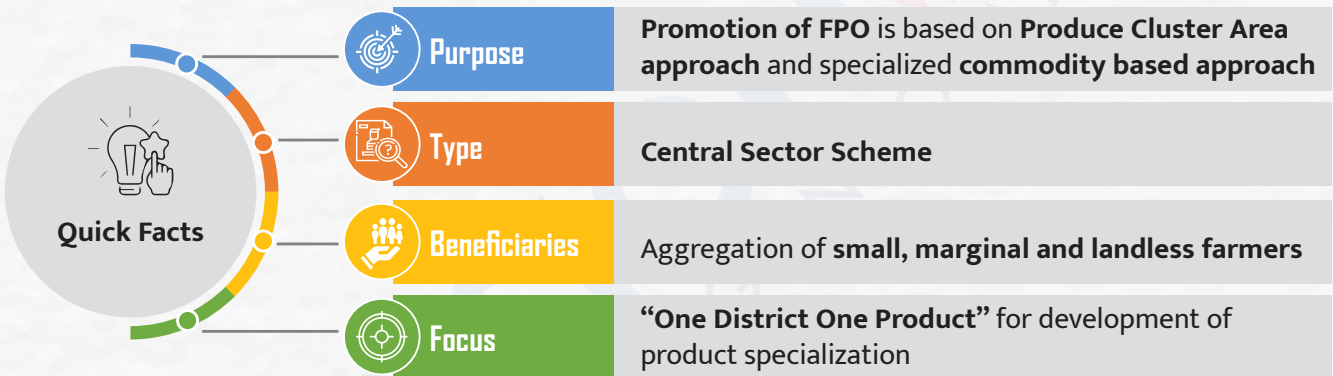 Quick Facts
Purpose
Promotion of FPO is based on Produce Cluster Area
approach and specialized commodity based approach
Type
Central Sector Scheme
Beneficiaries
Aggregation of small, marginal and landless farmers
Focus
“One District One Product” for development of
product specialization